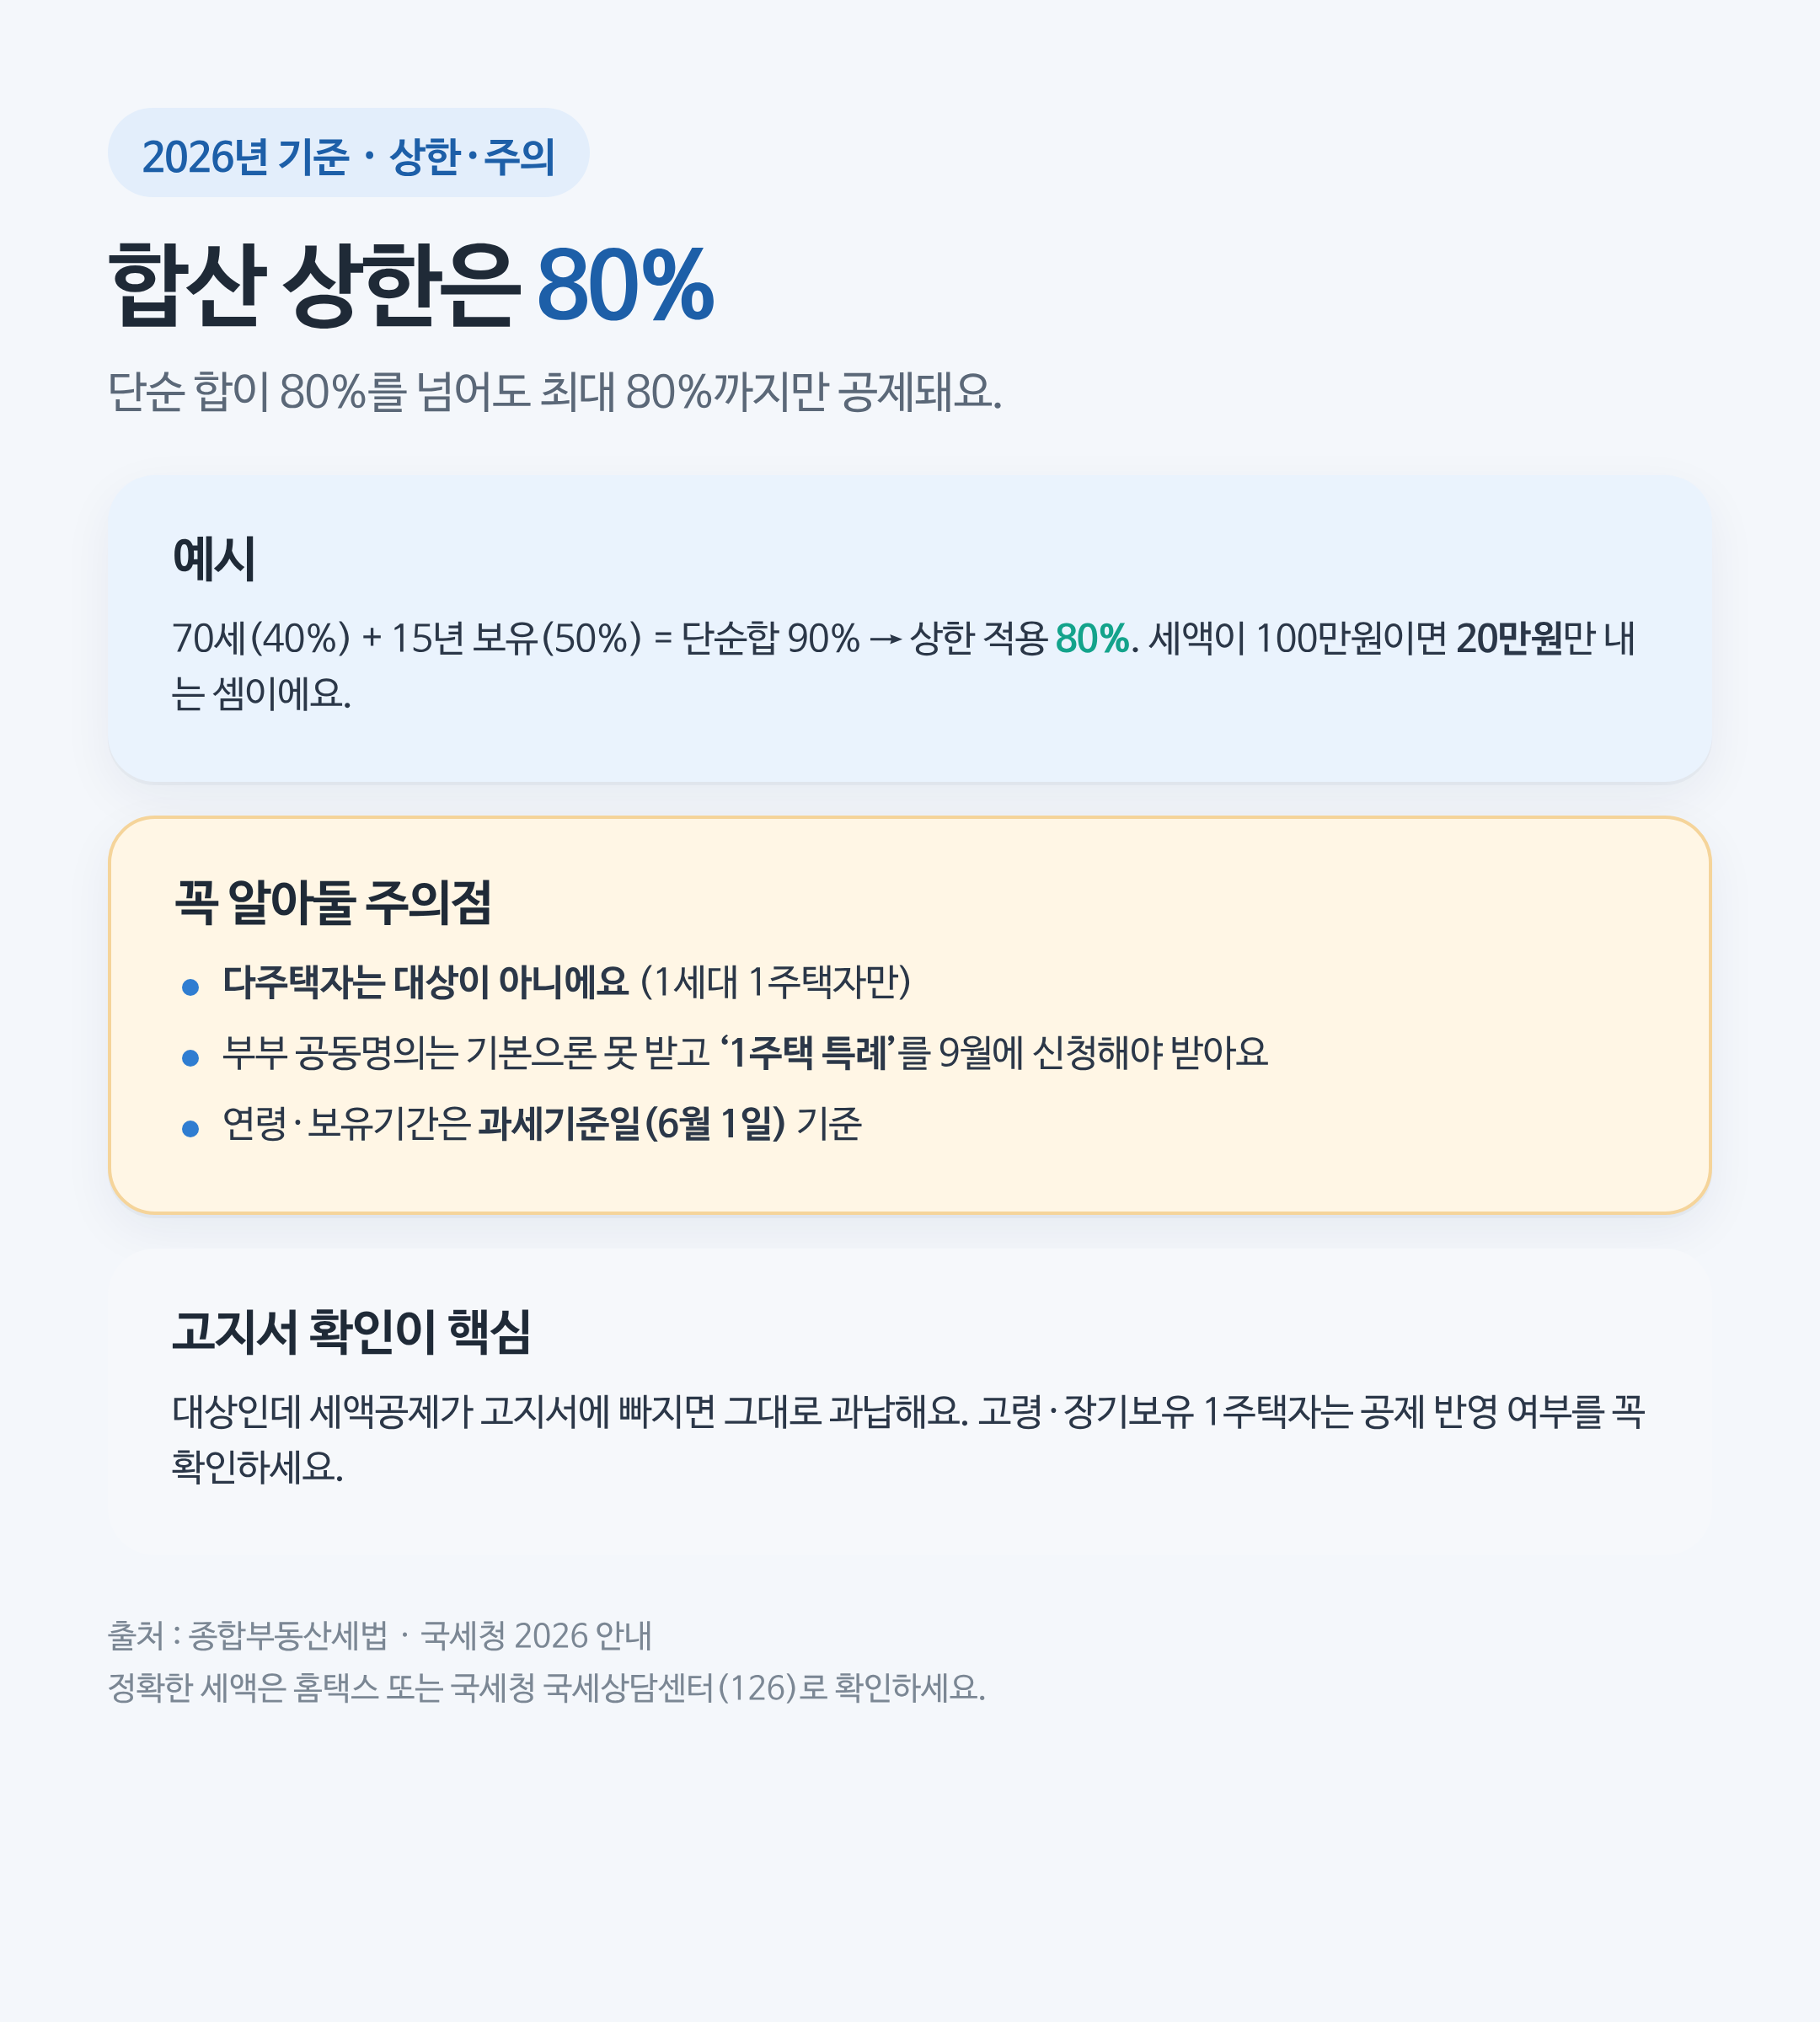 2026년 기준 · 상한·주의
합산 상한은 80%
단순 합이 80%를 넘어도 최대 80%까지만 공제돼요.
예시
70세(40%) + 15년 보유(50%) = 단순합 90% → 상한 적용 80%. 세액이 100만원이면 20만원만 내
는 셈이에요.
꼭 알아둘 주의점
● 다주택자는 대상이 아니에요 (1세대 1주택자만)
● 부부 공동명의는 기본으론 못 받고 ‘1주택 특례’를 9월에 신청해야 받아요
● 연령·보유기간은 과세기준일(6월 1일) 기준
고지서 확인이 핵심
대상인데 세액공제가 고지서에 빠지면 그대로 과납해요. 고령·장기보유 1주택자는 공제 반영 여부를 꼭
확인하세요.
출처 : 종합부동산세법 · 국세청 2026 안내
정확한 세액은 홈택스 또는 국세청 국세상담센터(126)로 확인하세요.